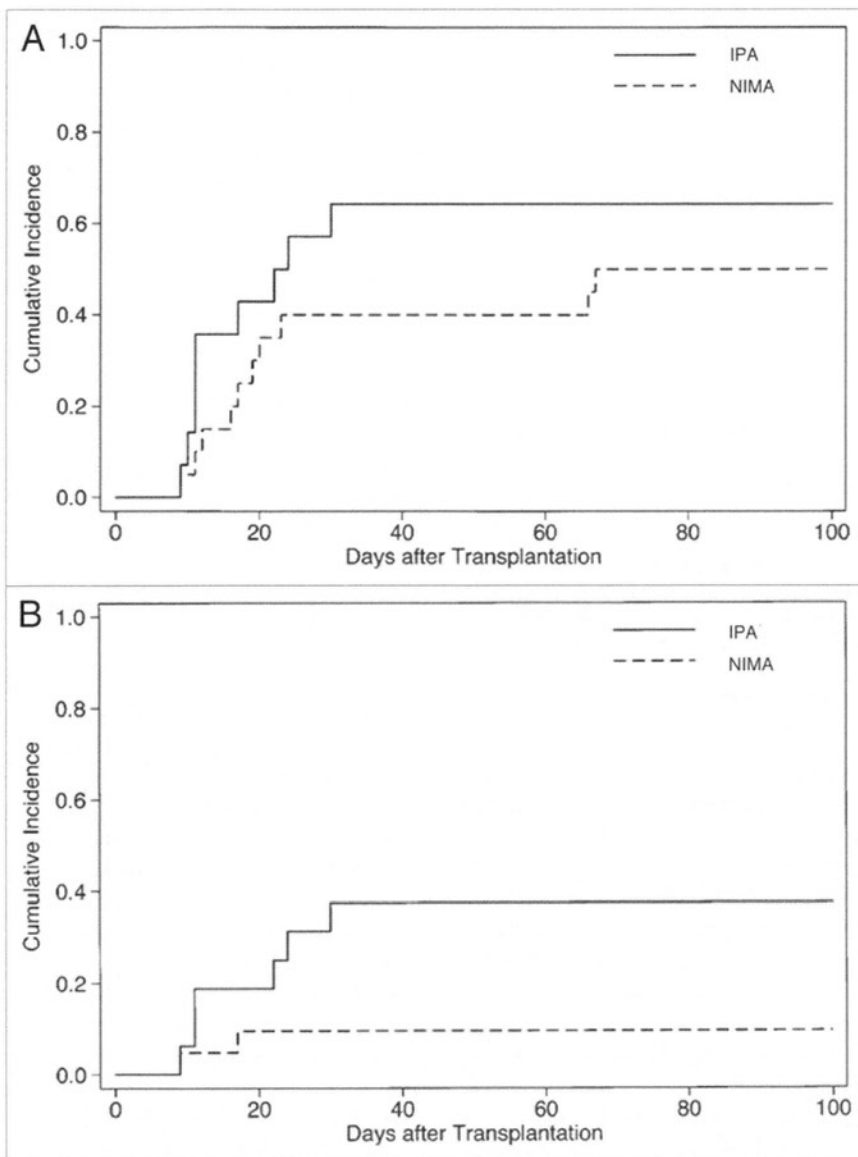 A
IPA
NIMA
Cumulative Incidence
1.0
0.8
0.6
0.4
0.2
0.0
0 20 40 60 80 100
Days after Transplantation
B
IPA
NIMA
Cumulative Incidence
1.0
0.8
0.6
0.4
0.2
0.0
0 20 40 60 80 100
Days after Transplantation